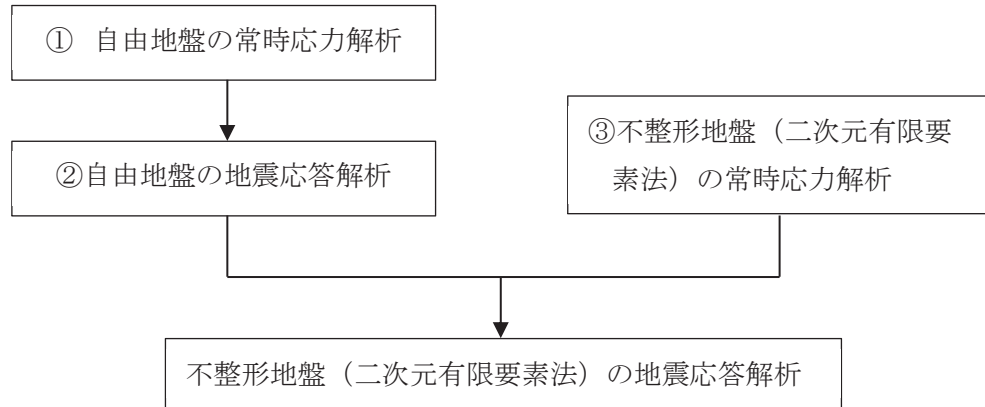 ① 自由地盤の常時応力解析
②自由地盤の地震応答解析
③不整形地盤（二次元有限要
素法）の常時応力解析
不整形地盤（二次元有限要素法）の地震応答解析